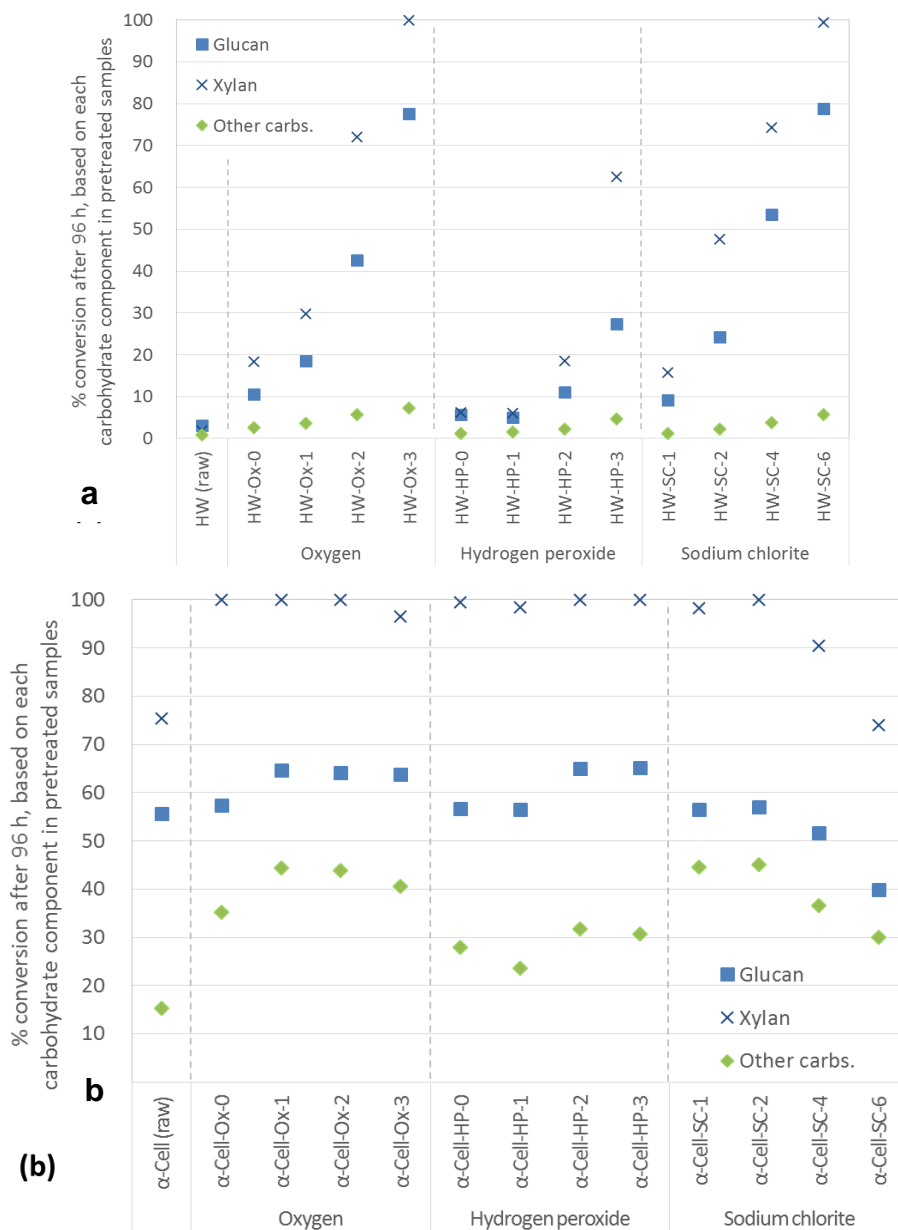 100
90
80
70
60
50
40
30
20
10
0
Glucan
Xylan
Other carbs.
% conversion after 96 h, based on each
carbohydrate component in pretreated samples
HW (raw)
HW-Ox-0
HW-Ox-1
HW-Ox-2
HW-Ox-3
HW-HP-0
HW-HP-1
HW-HP-2
HW-HP-3
HW-SC-1
HW-SC-2
HW-SC-4
HW-SC-6
Oxygen
Hydrogen peroxide
Sodium chlorite
a
100
90
80
70
60
50
40
30
20
10
% conversion after 96 h, based on each
carbohydrate component in pretreated samples
Glucan
Xylan
Other carbs.
b
α-Cell (raw)
α-Cell-Ox-0
α-Cell-Ox-1
α-Cell-Ox-2
α-Cell-Ox-3
α-Cell-HP-0
α-Cell-HP-1
α-Cell-HP-2
α-Cell-HP-3
α-Cell-SC-1
α-Cell-SC-2
α-Cell-SC-4
α-Cell-SC-6
(b)
Oxygen
Hydrogen peroxide
Sodium chlorite